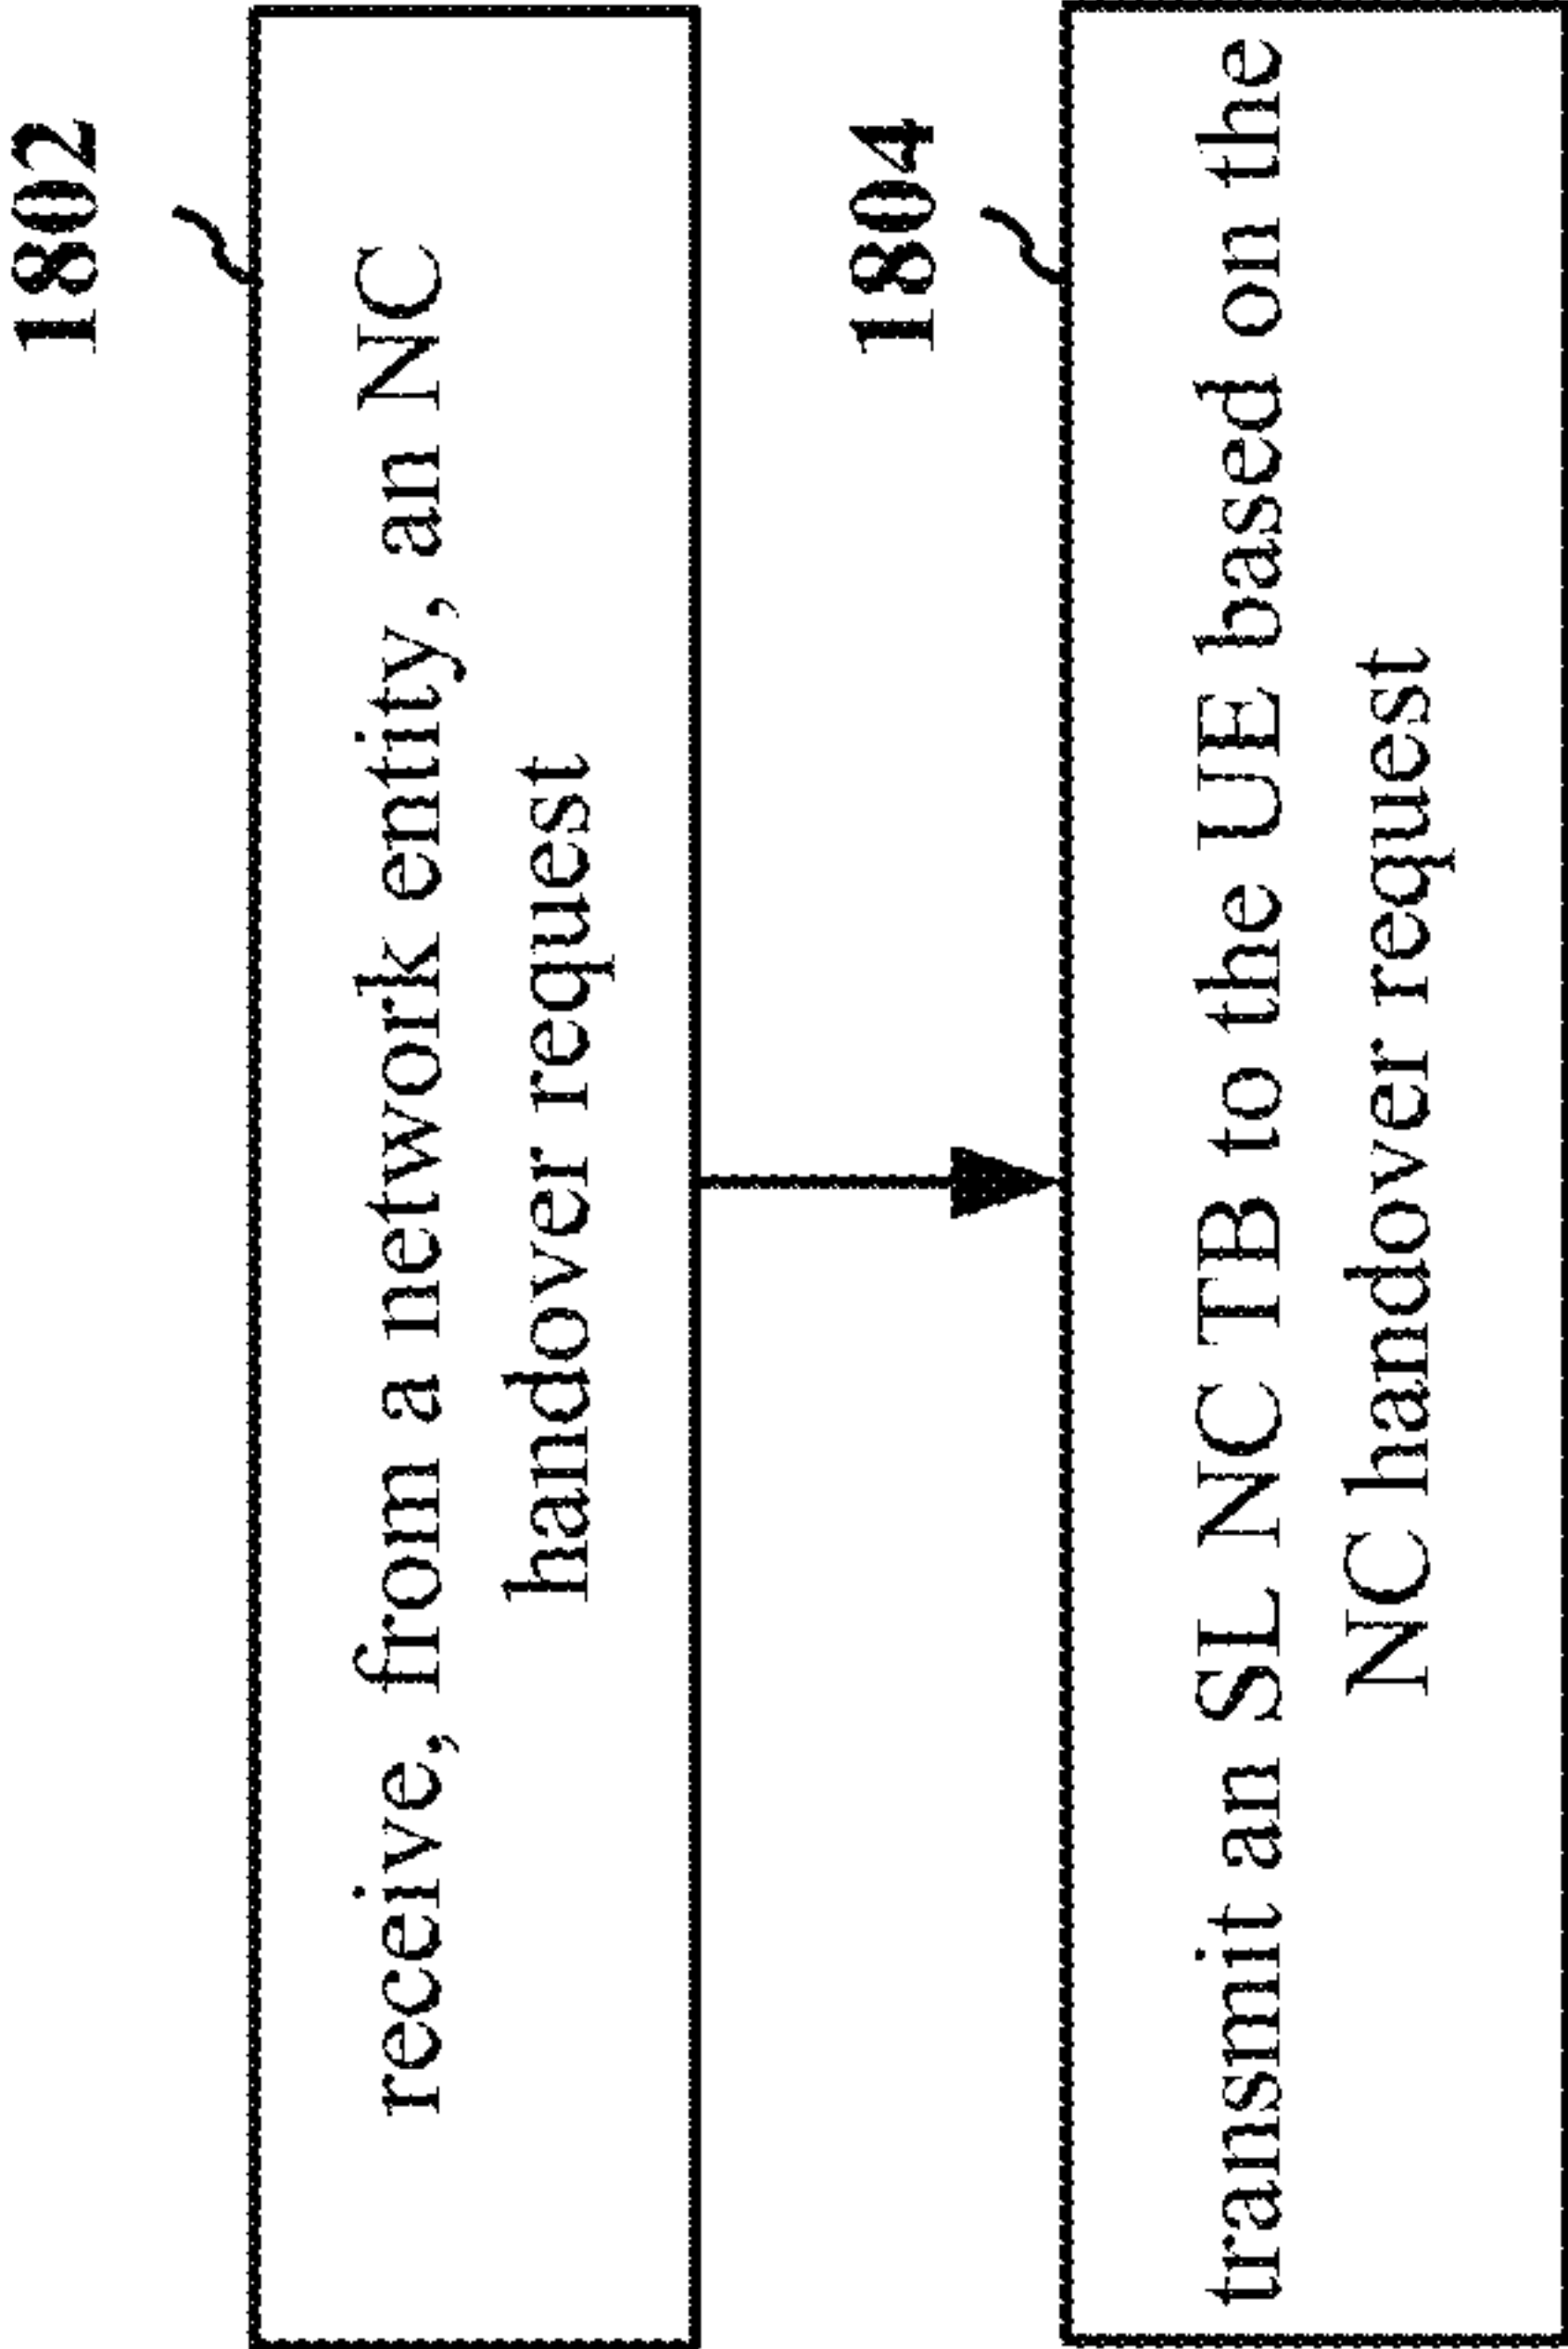 1802
receive, from a network entity, an NC
handover request
1804
transmit an SL NC TB to the UE based on the
NC handover request